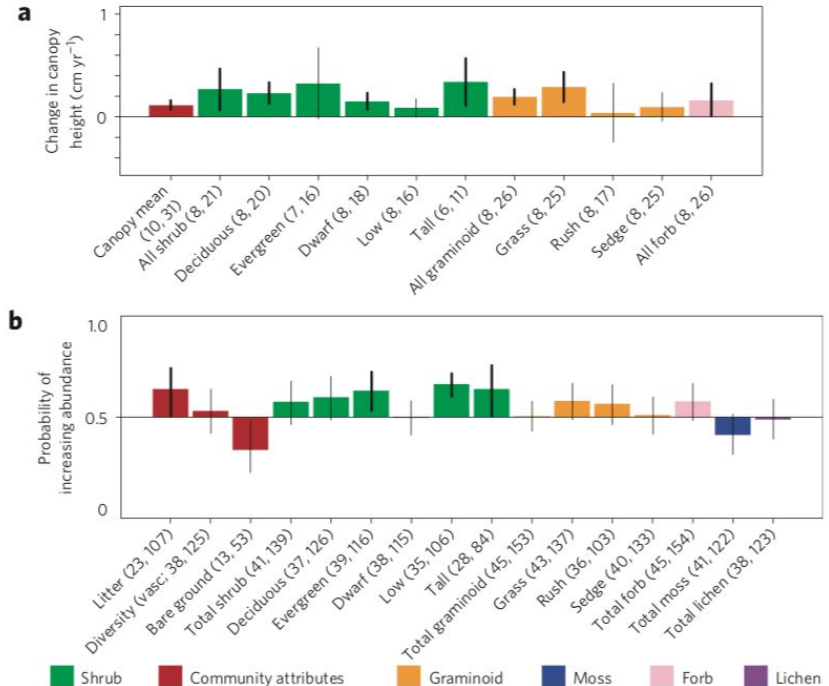 a
Change in canopy
height (cm yr⁻¹)
1
0
Canopy mean
(10, 31)
All shrub (8, 21)
Deciduous (8, 20)
Evergreen (7, 16)
Dwarf (8, 18)
Low (8, 16)
Tall (6, 11)
All graminoid (8, 26)
Grass (8, 25)
Rush (8, 17)
Sedge (8, 25)
All forb (8, 26)
b
Probability of
increasing abundance
1.0
0.5
0
Litter (23, 107)
Diversity (vasc; 38, 125)
Bare ground (13, 53)
Total shrub (41, 139)
Deciduous (37, 126)
Evergreen (39, 116)
Dwarf (38, 115)
Low (35, 106)
Tall (28, 84)
Total graminoid (45, 153)
Grass (43, 137)
Rush (36, 103)
Sedge (40, 133)
Total forb (45, 154)
Total moss (41, 122)
Total lichen (38, 123)
Shrub Community attributes Graminoid Moss Forb Lichen